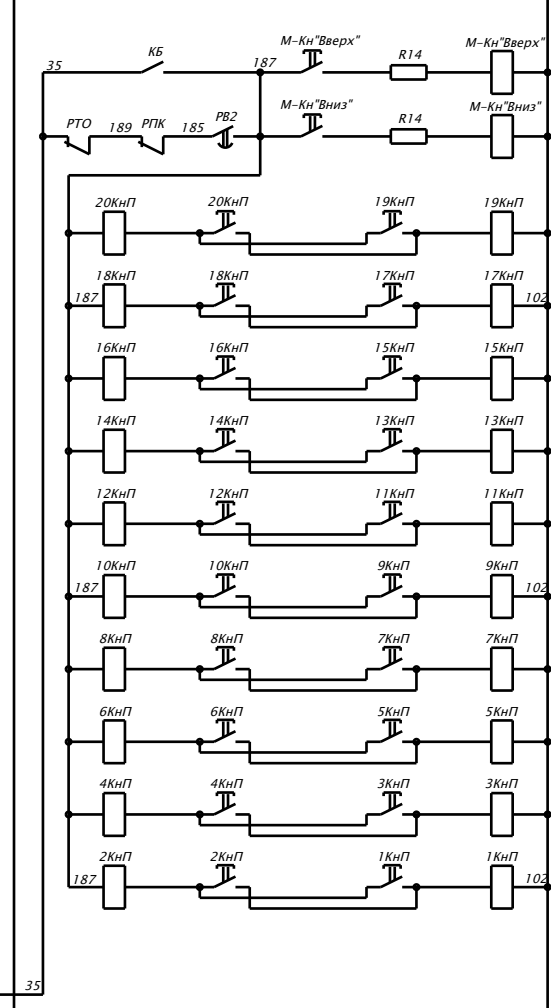 35 КБ 187 М-Кн"Вверх" R14 М-Кн"Вверх"
РТО 189 РПК 185 РВ2 М-Кн"Вниз" R14 М-Кн"Вниз"
20КнП 20КнП 19КнП 19КнП
18КнП 18КнП 17КнП 17КнП
187 102
16КнП 16КнП 15КнП 15КнП
14КнП 14КнП 13КнП 13КнП
12КнП 12КнП 11КнП 11КнП
10КнП 10КнП 9КнП 9КнП
187 102
8КнП 8КнП 7КнП 7КнП
6КнП 6КнП 5КнП 5КнП
4КнП 4КнП 3КнП 3КнП
2КнП 2КнП 1КнП 1КнП
187 102
35